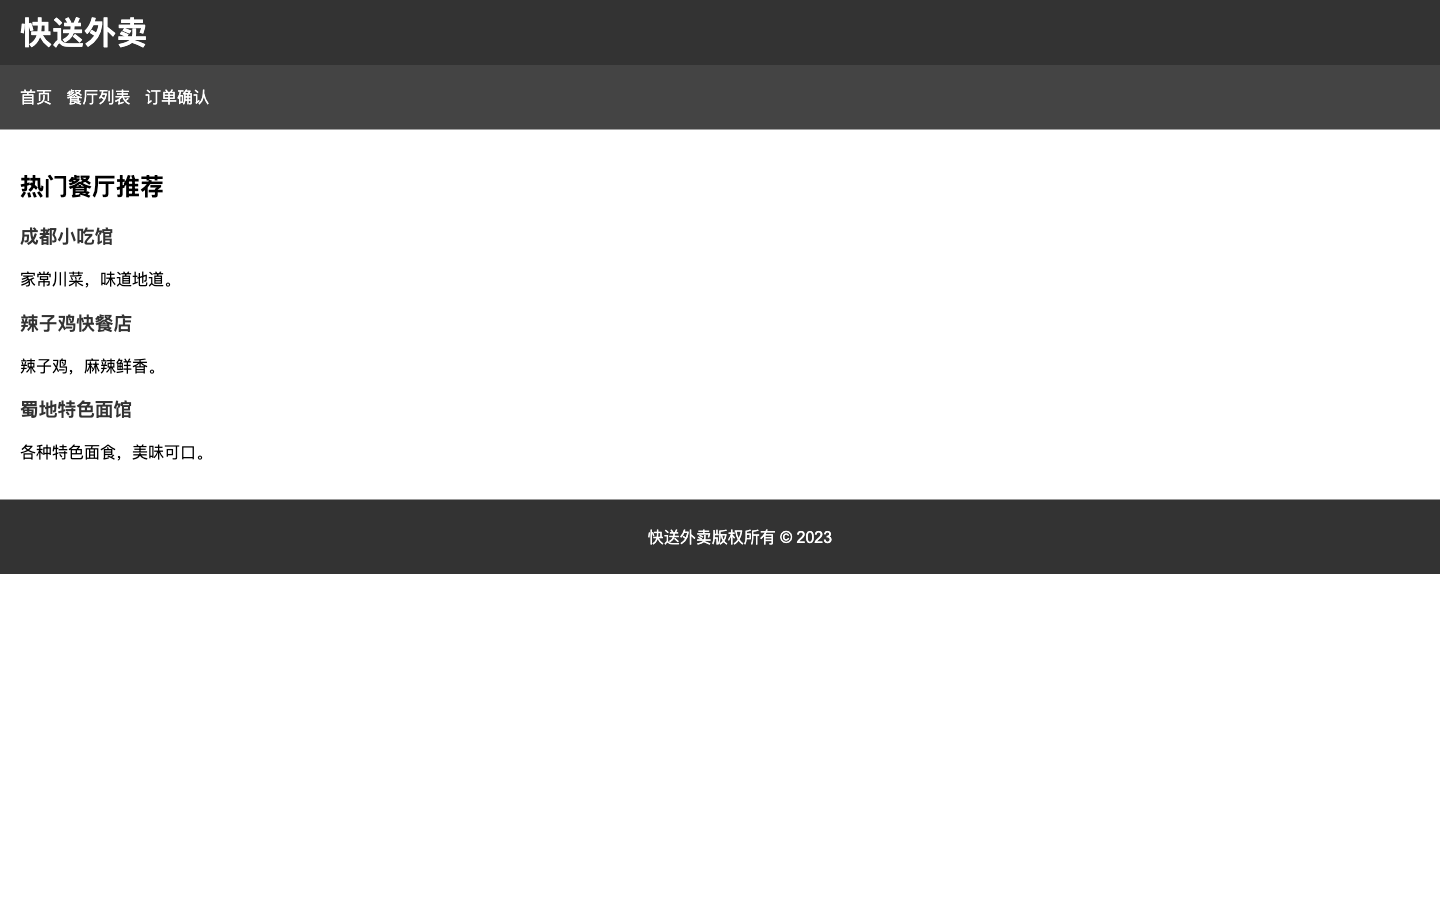 快送外卖
首页 餐厅列表 订单确认
热门餐厅推荐
成都小吃馆
家常川菜，味道地道。
辣子鸡快餐店
辣子鸡，麻辣鲜香。
蜀地特色面馆
各种特色面食，美味可口。
快送外卖版权所有 © 2023